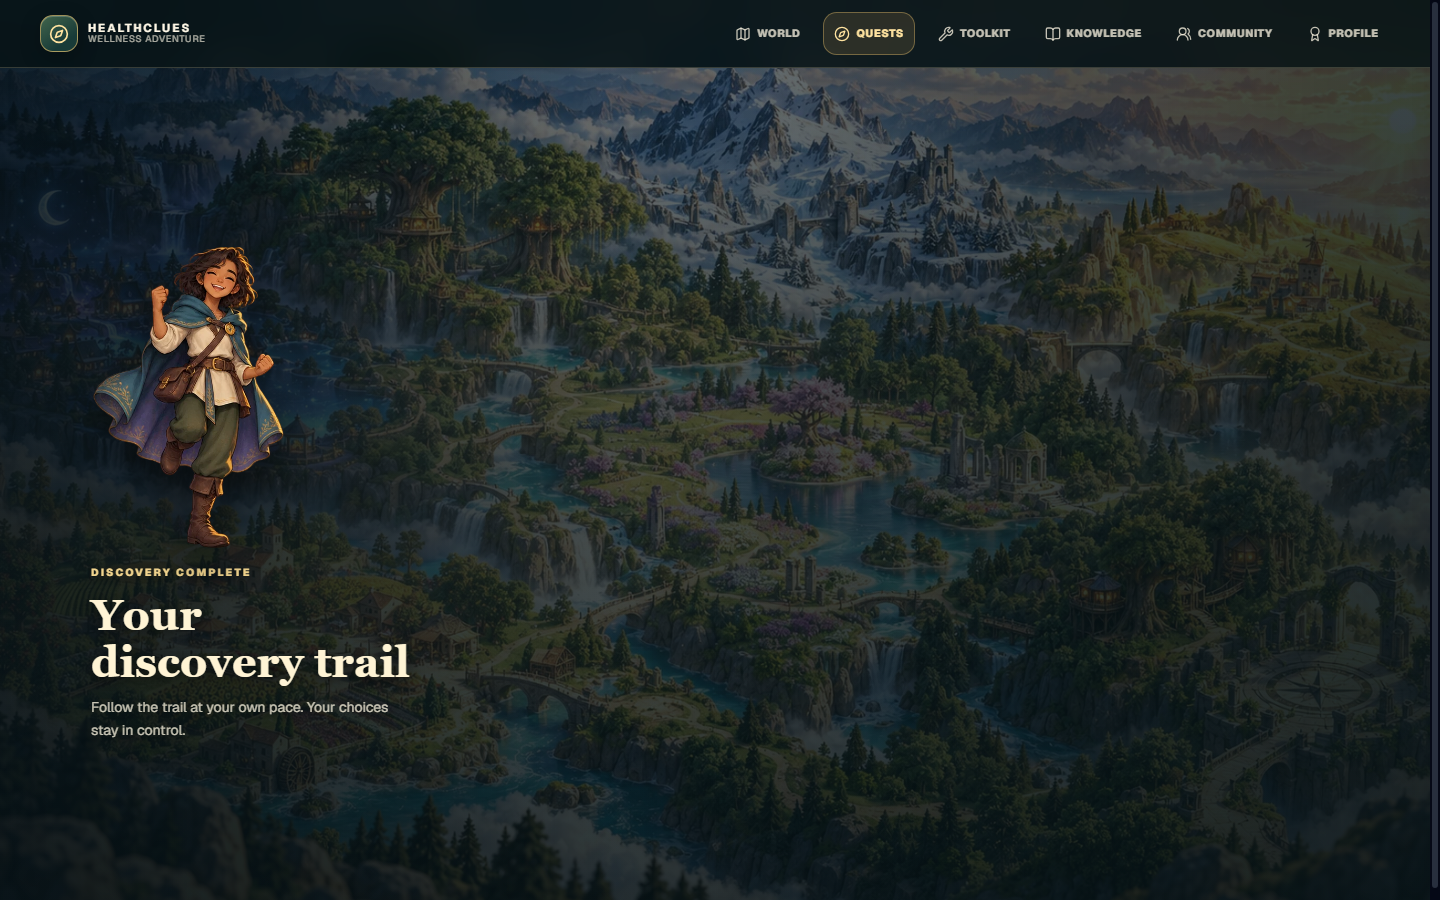 HEALTHCLUES
WELLNESS ADVENTURE
WORLD
QUESTS
TOOLKIT
KNOWLEDGE
COMMUNITY
PROFILE
DISCOVERY COMPLETE
Your
discovery trail
Follow the trail at your own pace. Your choices
stay in control.